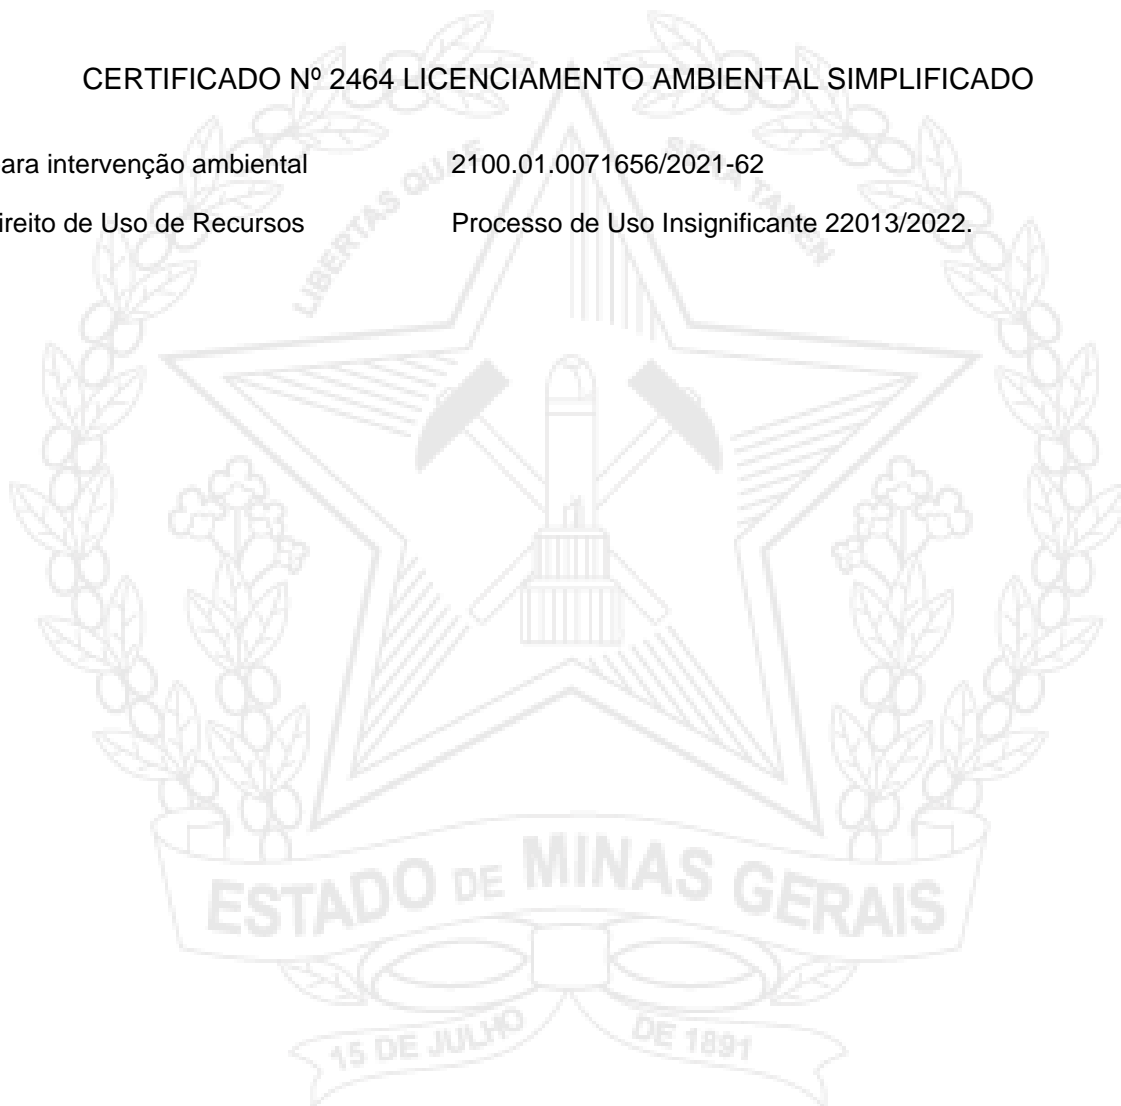 CERTIFICADO Nº 2464 LICENCIAMENTO AMBIENTAL SIMPLIFICADO
ara intervenção ambiental 2100.01.0071656/2021-62
ireito de Uso de Recursos Processo de Uso Insignificante 22013/2022.
LIBERTAS QUAE SERA TAMEN
ESTADO DE MINAS GERAIS
15 DE JULHO DE 1891